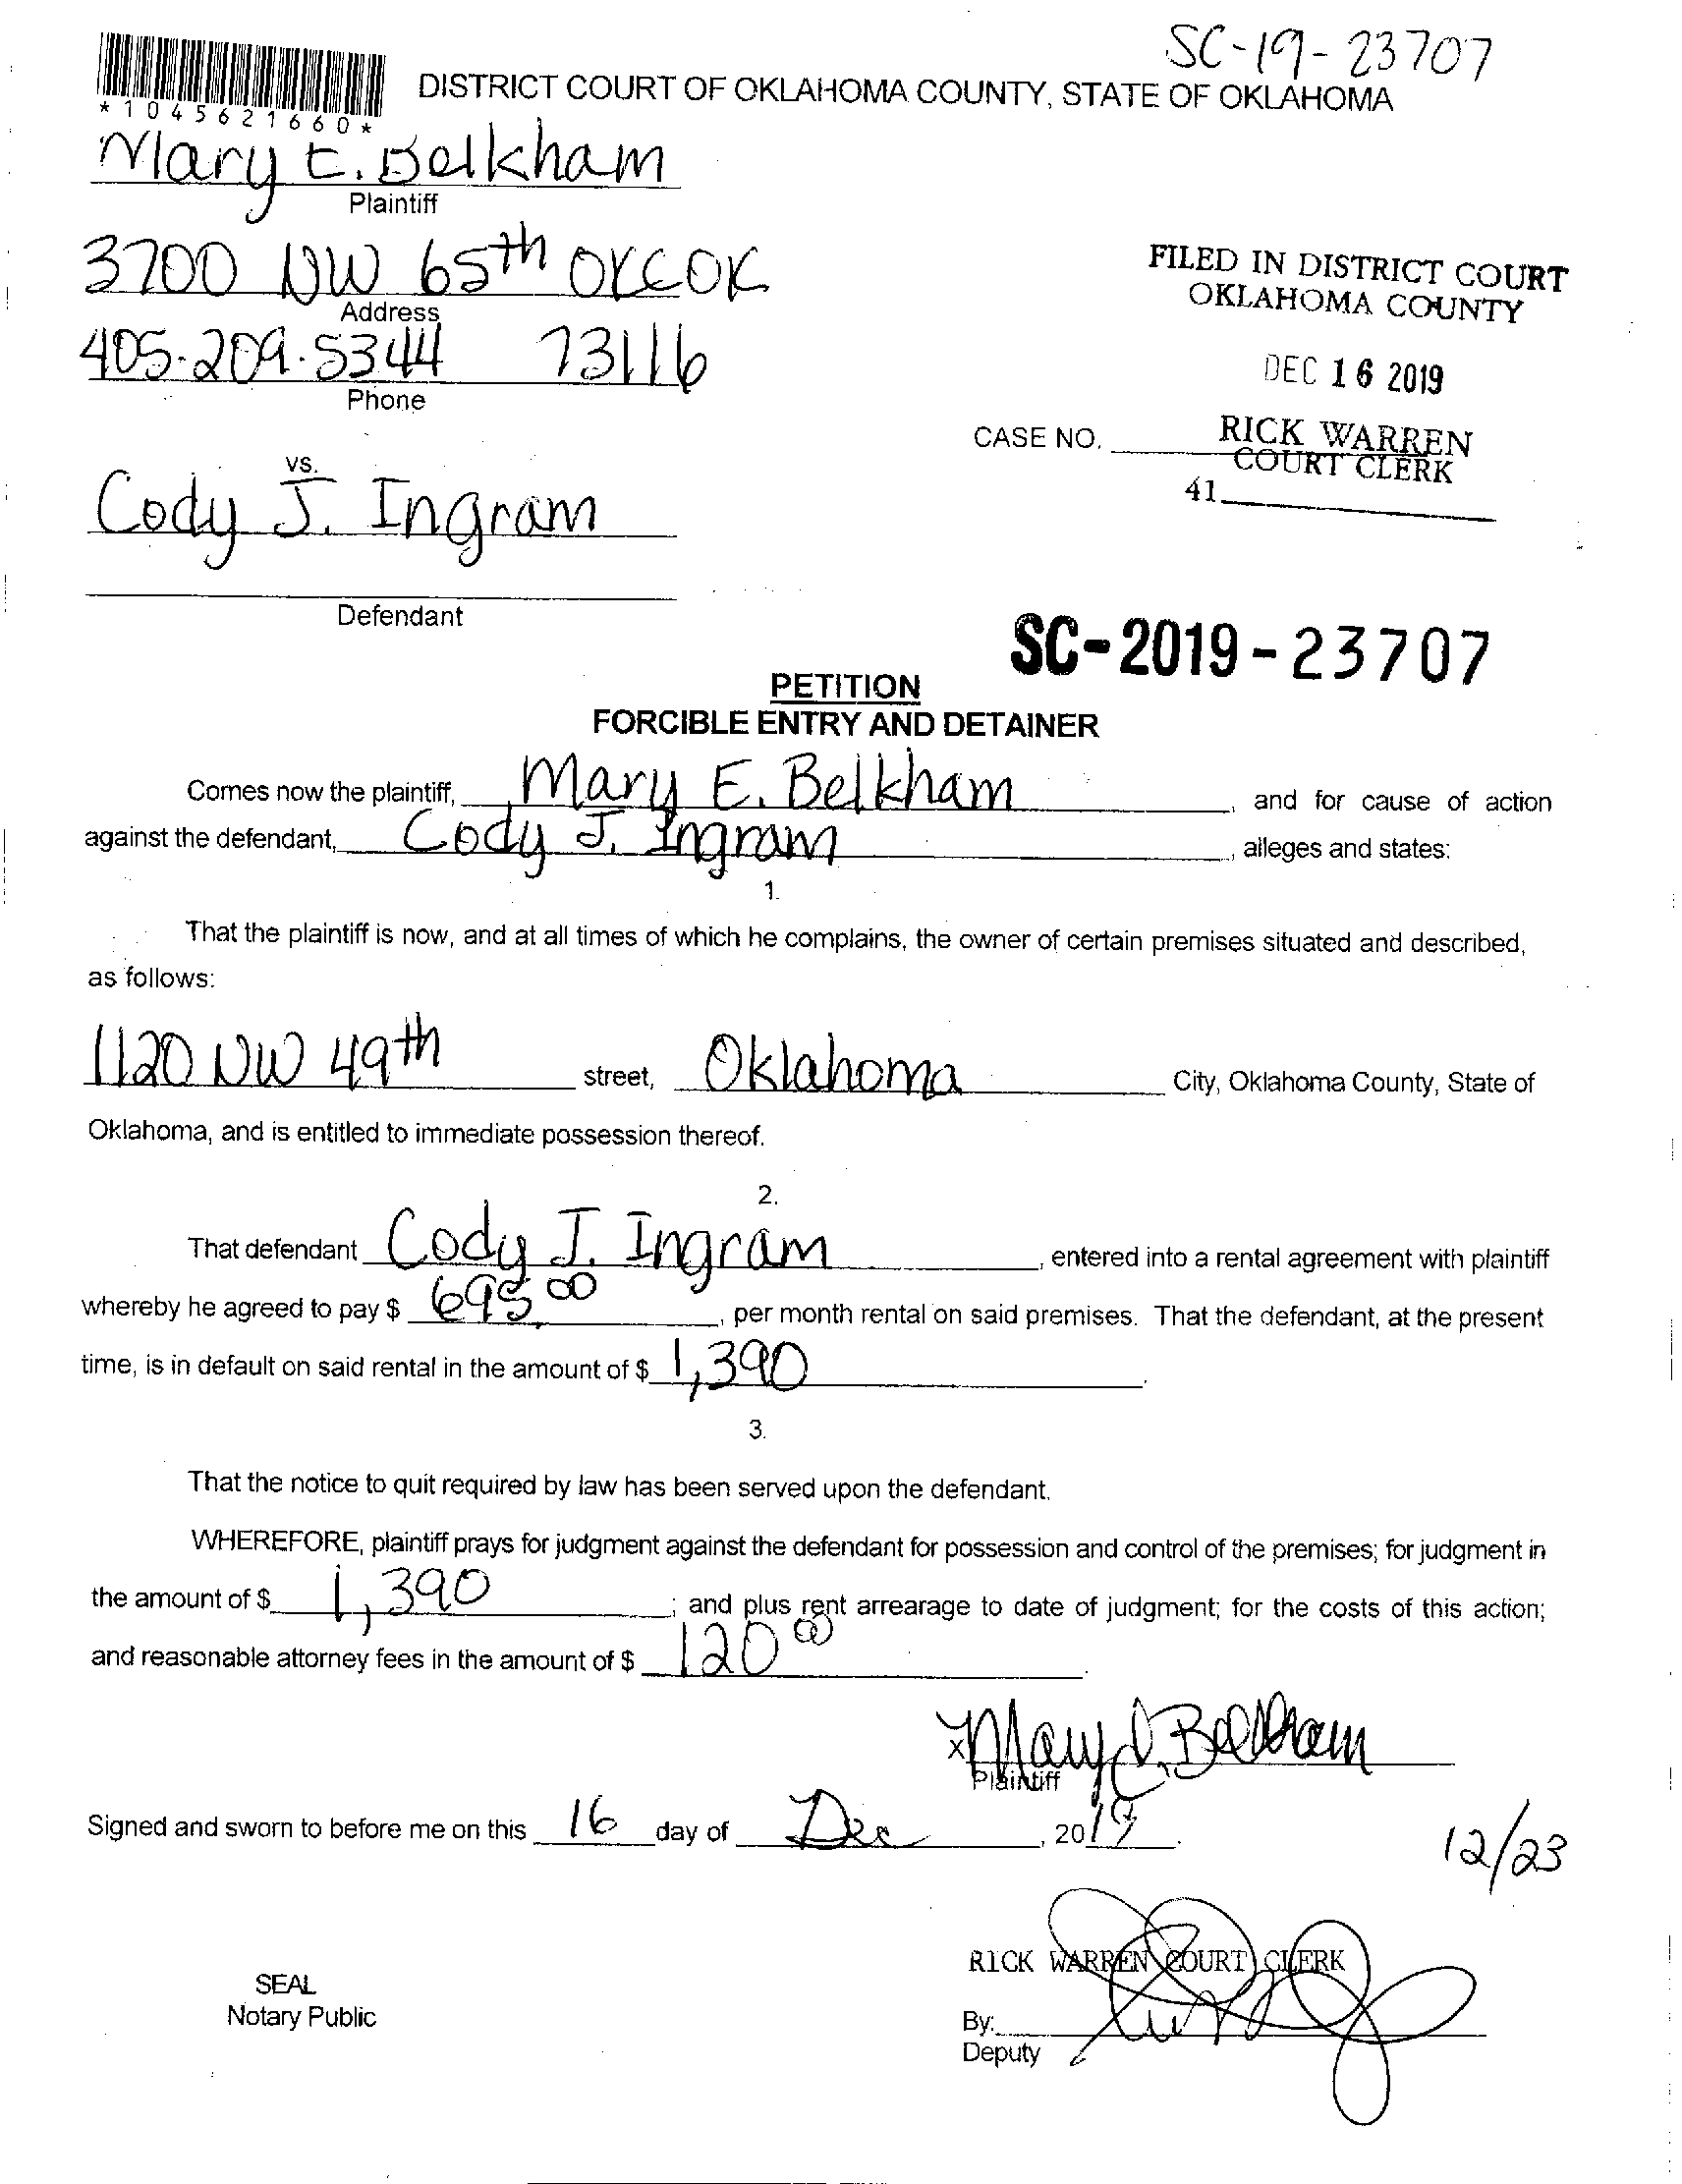 SC-19-23707
DISTRICT COURT OF OKLAHOMA COUNTY, STATE OF OKLAHOMA
*1045621660*
Mary E. Belkham
Plaintiff
3700 NW 65th OKCOK
Address
405-209-5344 73116
Phone
FILED IN DISTRICT COURT
OKLAHOMA COUNTY
DEC 16 2019
CASE NO. RICK WARREN
COURT CLERK
41
vs.
Cody J. Ingram
Defendant
SC-2019-23707
PETITION
FORCIBLE ENTRY AND DETAINER
Comes now the plaintiff, Mary E. Belkham, and for cause of action
against the defendant, Cody J. Ingram, alleges and states:
1.
That the plaintiff is now, and at all times of which he complains, the owner of certain premises situated and described,
as follows:
1120 NW 49th street, Oklahoma City, Oklahoma County, State of
Oklahoma, and is entitled to immediate possession thereof.
2.
That defendant Cody J. Ingram, entered into a rental agreement with plaintiff
whereby he agreed to pay $ 695.00, per month rental on said premises. That the defendant, at the present
time, is in default on said rental in the amount of $ 1,390.
3.
That the notice to quit required by law has been served upon the defendant.
WHEREFORE, plaintiff prays for judgment against the defendant for possession and control of the premises; for judgment in
the amount of $ 1,390; and plus rent arrearage to date of judgment; for the costs of this action;
and reasonable attorney fees in the amount of $ 120 00.
x Mary E. Belkham
Plaintiff
Signed and sworn to before me on this 16 day of Dec, 2019.
12/23
RICK WARREN COURT CLERK
SEAL
Notary Public
By:
Deputy